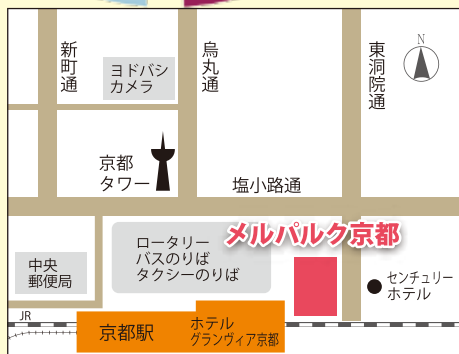 新町通
烏丸通
東洞院通
N
ヨドバシ
カメラ
京都
タワー
塩小路通
メルパルク京都
ロータリー
バスのりば
タクシーのりば
中央
郵便局
センチュリー
ホテル
JR
京都駅
ホテル
グランヴィア京都